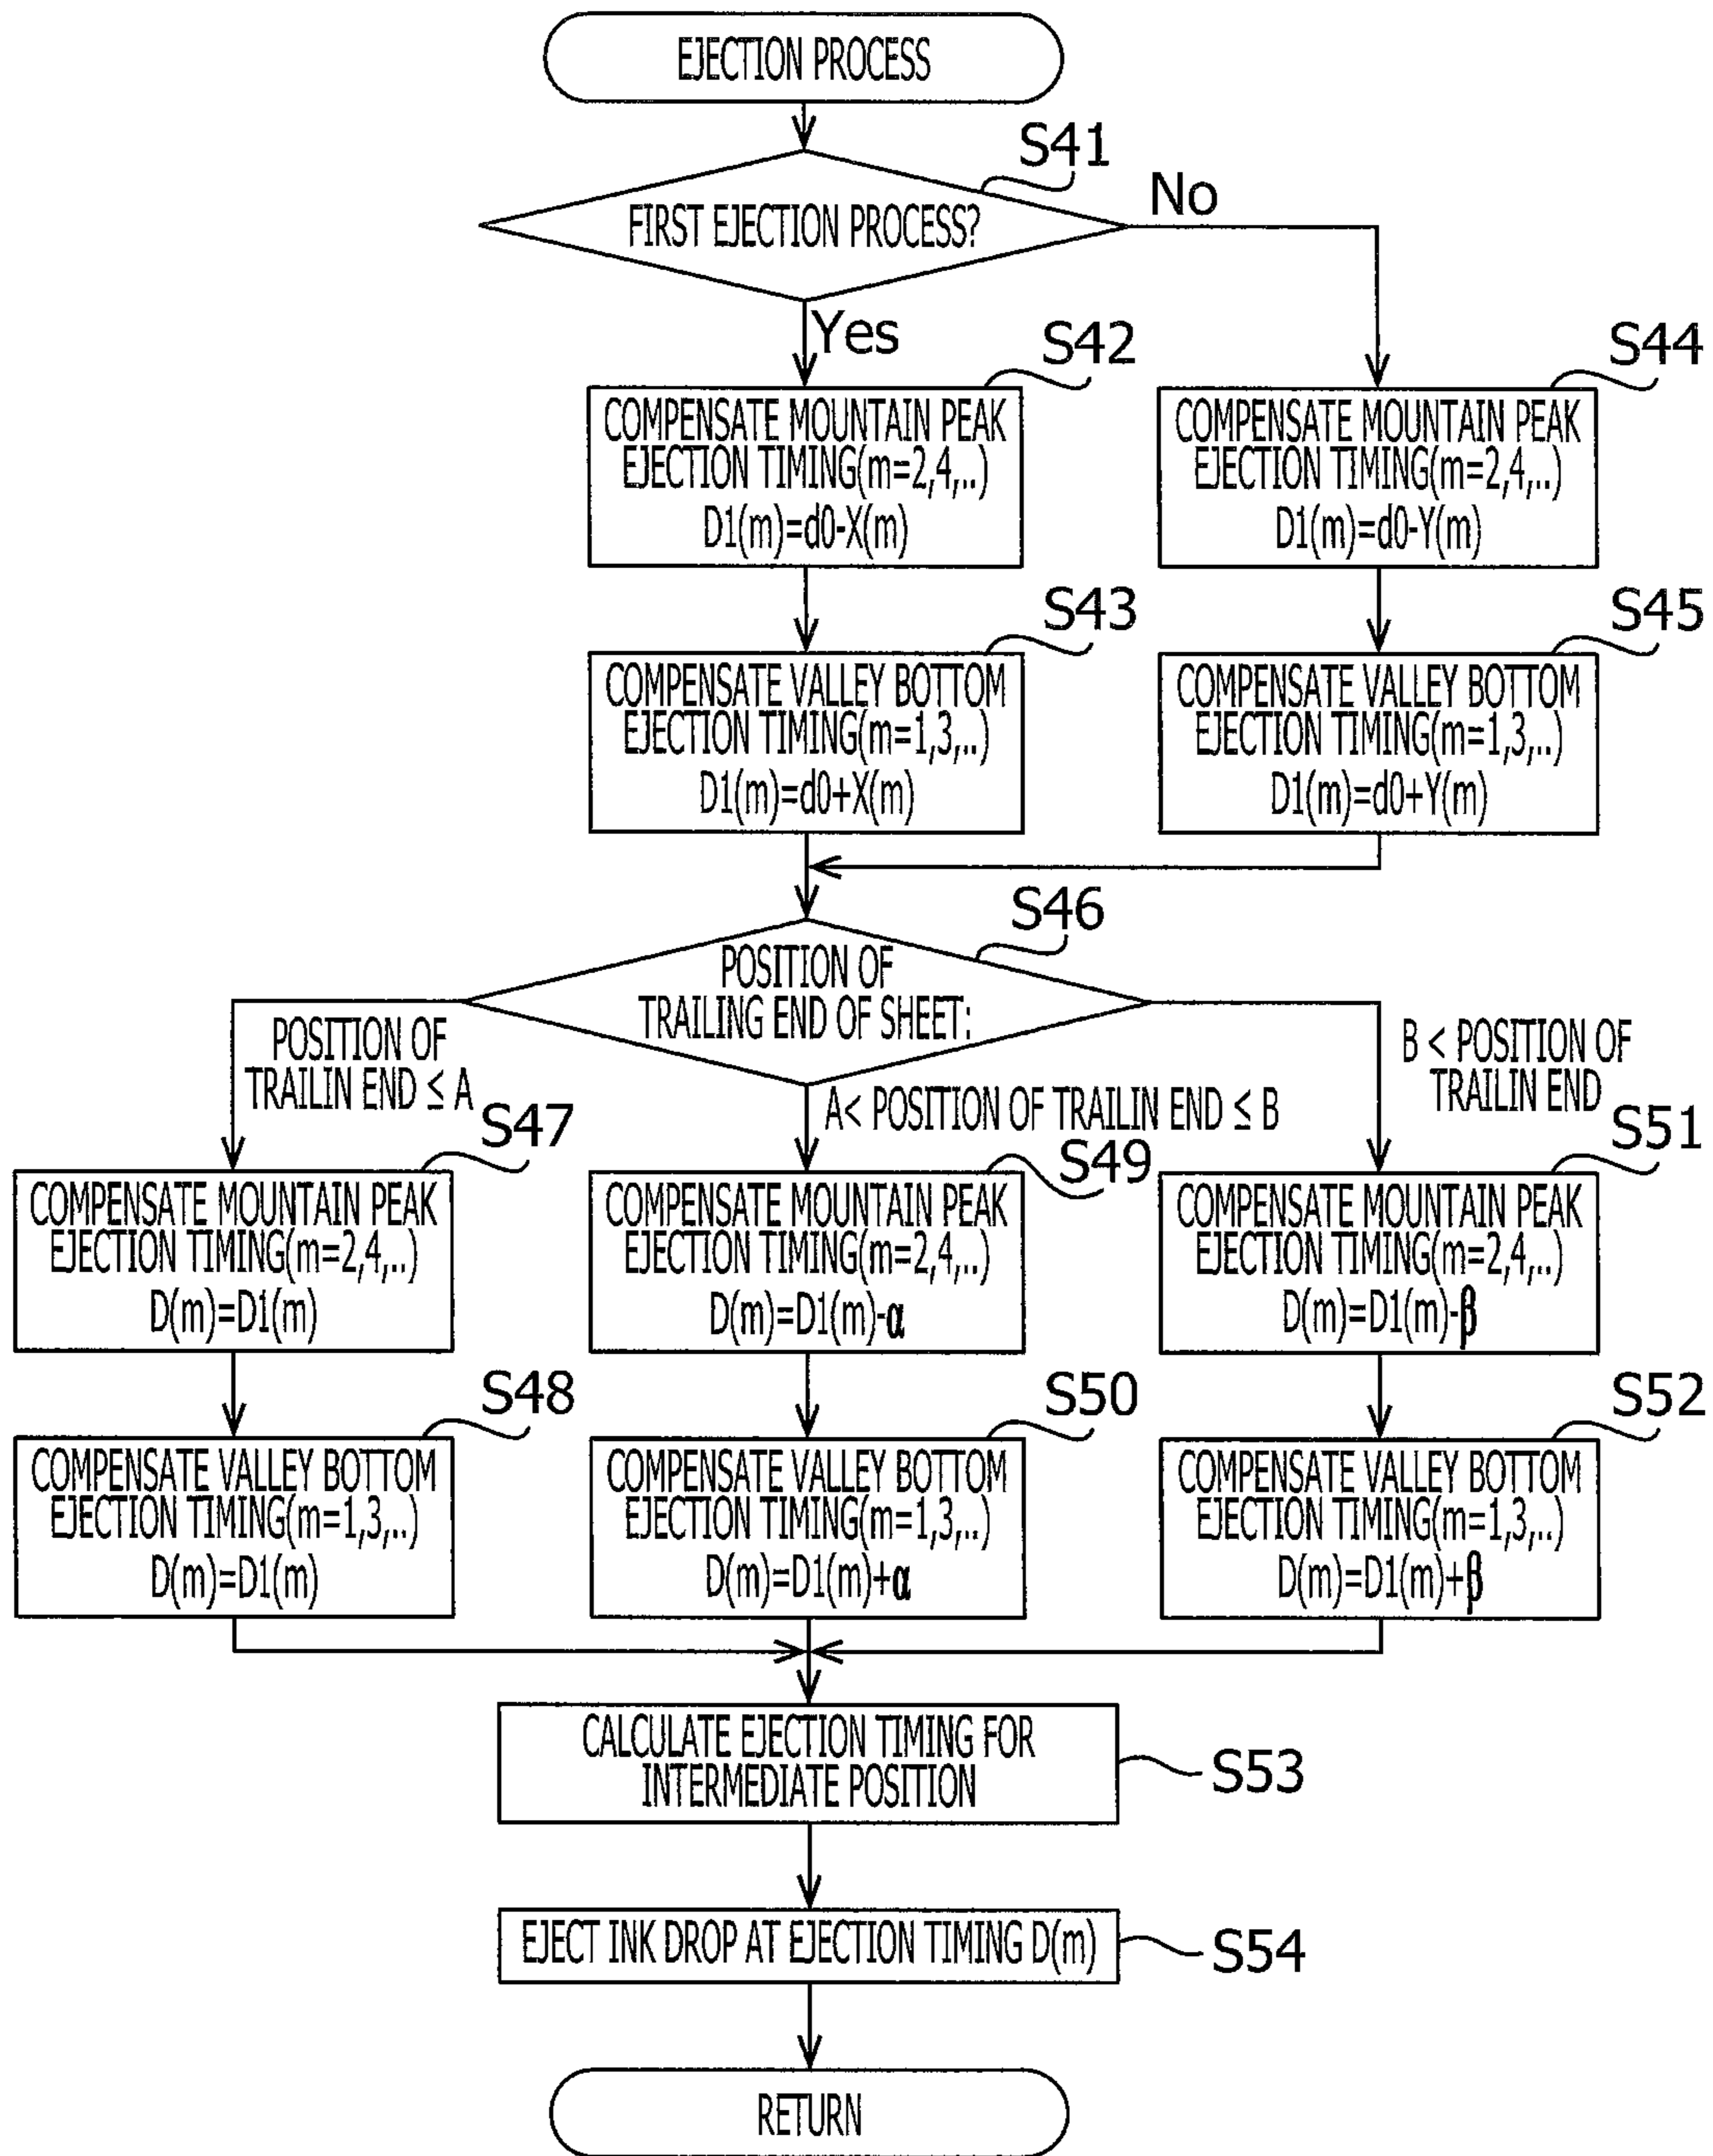 EJECTION PROCESS
S41
FIRST EJECTION PROCESS?
No
Yes
S42
COMPENSATE MOUNTAIN PEAK
EJECTION TIMING(m=2,4,..)
D1(m)=d0-X(m)
S44
COMPENSATE MOUNTAIN PEAK
EJECTION TIMING(m=2,4,..)
D1(m)=d0-Y(m)
S43
COMPENSATE VALLEY BOTTOM
EJECTION TIMING(m=1,3,..)
D1(m)=d0+X(m)
S45
COMPENSATE VALLEY BOTTOM
EJECTION TIMING(m=1,3,..)
D1(m)=d0+Y(m)
S46
POSITION OF
TRAILING END OF SHEET:
POSITION OF
TRAILIN END ≤ A
A< POSITION OF TRAILIN END ≤ B
B < POSITION OF
TRAILIN END
S47
COMPENSATE MOUNTAIN PEAK
EJECTION TIMING(m=2,4,..)
D(m)=D1(m)
S49
COMPENSATE MOUNTAIN PEAK
EJECTION TIMING(m=2,4,..)
D(m)=D1(m)-α
S51
COMPENSATE MOUNTAIN PEAK
EJECTION TIMING(m=2,4,..)
D(m)=D1(m)-β
S48
COMPENSATE VALLEY BOTTOM
EJECTION TIMING(m=1,3,..)
D(m)=D1(m)
S50
COMPENSATE VALLEY BOTTOM
EJECTION TIMING(m=1,3,..)
D(m)=D1(m)+α
S52
COMPENSATE VALLEY BOTTOM
EJECTION TIMING(m=1,3,..)
D(m)=D1(m)+β
CALCULATE EJECTION TIMING FOR
INTERMEDIATE POSITION
S53
EJECT INK DROP AT EJECTION TIMING D(m)
S54
RETURN